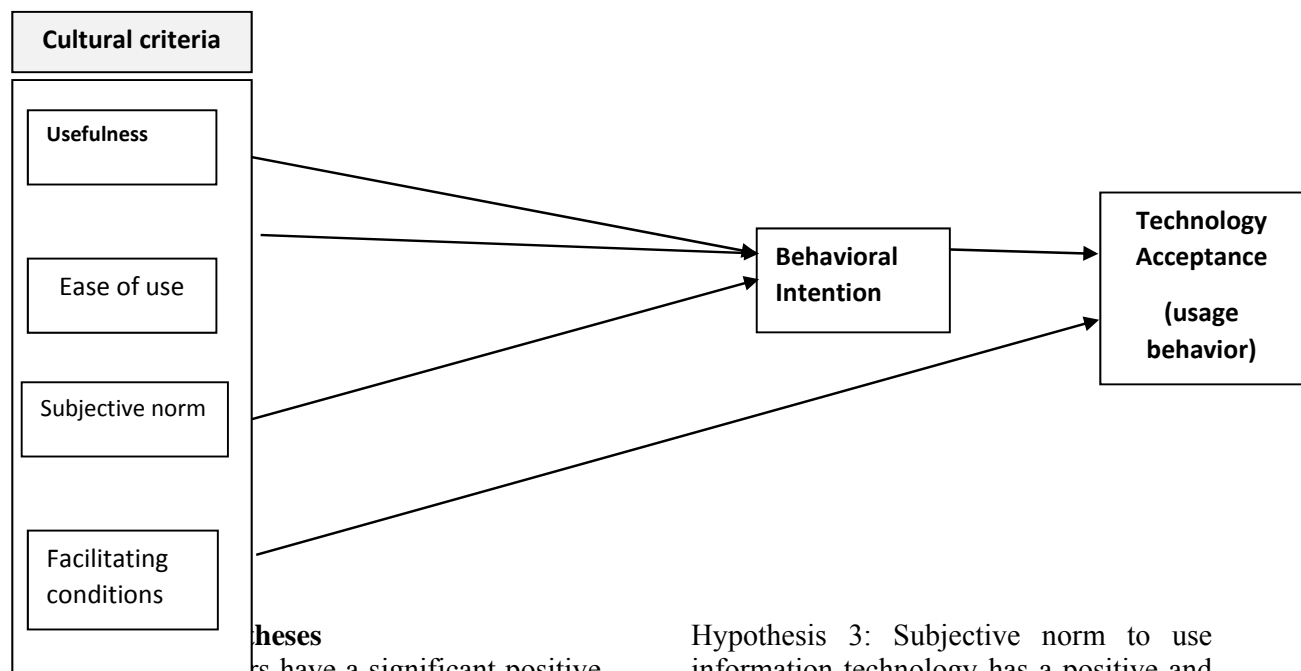 Cultural criteria
Usefulness
Ease of use
Subjective norm
Facilitating
conditions
Behavioral
Intention
Technology
Acceptance
(usage
behavior)
theses
have a significant positive
Hypothesis 3: Subjective norm to use
information technology has a positive and